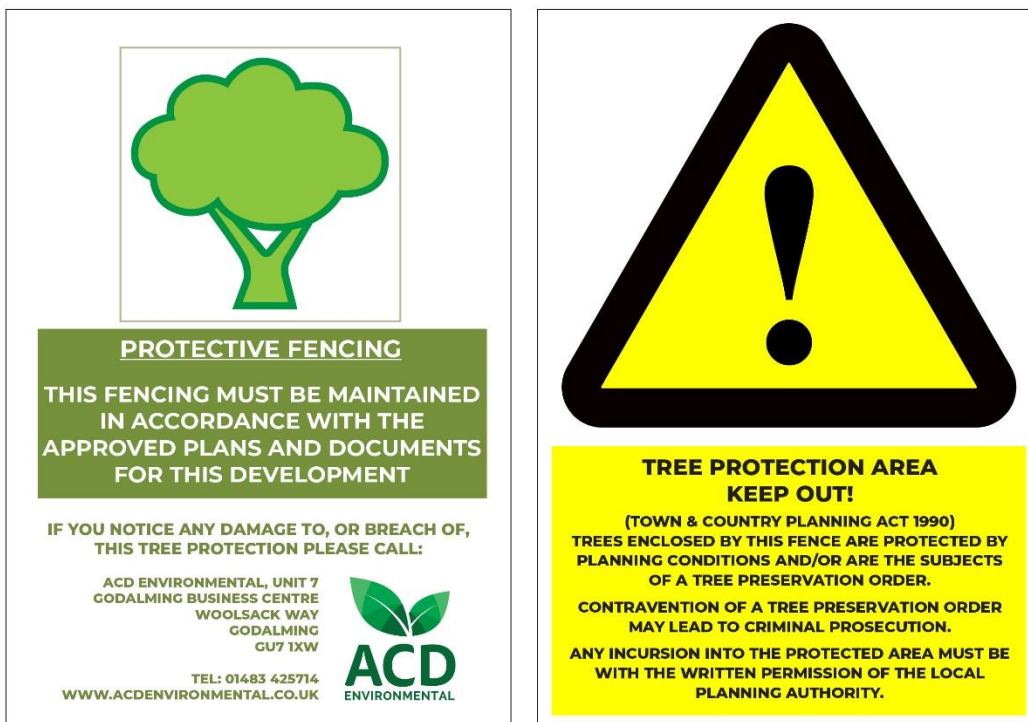 PROTECTIVE FENCING
THIS FENCING MUST BE MAINTAINED
IN ACCORDANCE WITH THE
APPROVED PLANS AND DOCUMENTS
FOR THIS DEVELOPMENT
IF YOU NOTICE ANY DAMAGE TO, OR BREACH OF,
THIS TREE PROTECTION PLEASE CALL:
ACD ENVIRONMENTAL, UNIT 7
GODALMING BUSINESS CENTRE
WOOLSACK WAY
GODALMING
GU7 1XW
TEL: 01483 425714
WWW.ACDENVIRONMENTAL.CO.UK
ACD
ENVIRONMENTAL
!
TREE PROTECTION AREA
KEEP OUT!
(TOWN & COUNTRY PLANNING ACT 1990)
TREES ENCLOSED BY THIS FENCE ARE PROTECTED BY
PLANNING CONDITIONS AND/OR ARE THE SUBJECTS
OF A TREE PRESERVATION ORDER.
CONTRAVENTION OF A TREE PRESERVATION ORDER
MAY LEAD TO CRIMINAL PROSECUTION.
ANY INCURSION INTO THE PROTECTED AREA MUST BE
WITH THE WRITTEN PERMISSION OF THE LOCAL
PLANNING AUTHORITY.